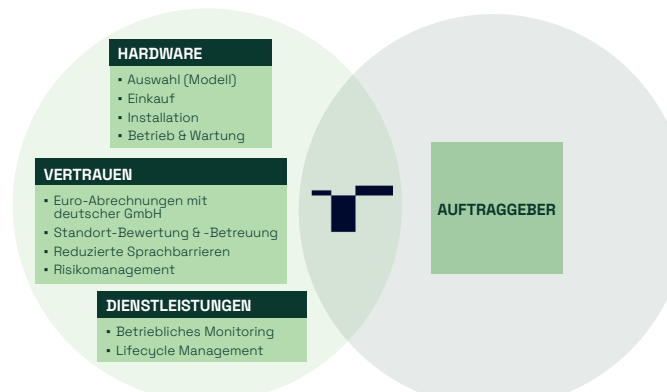 HARDWARE
▪ Auswahl (Modell)
▪ Einkauf
▪ Installation
▪ Betrieb & Wartung
VERTRAUEN
▪ Euro-Abrechnungen mit
deutscher GmbH
▪ Standort-Bewertung & -Betreuung
▪ Reduzierte Sprachbarrieren
▪ Risikomanagement
DIENSTLEISTUNGEN
▪ Betriebliches Monitoring
▪ Lifecycle Management
AUFTRAGGEBER